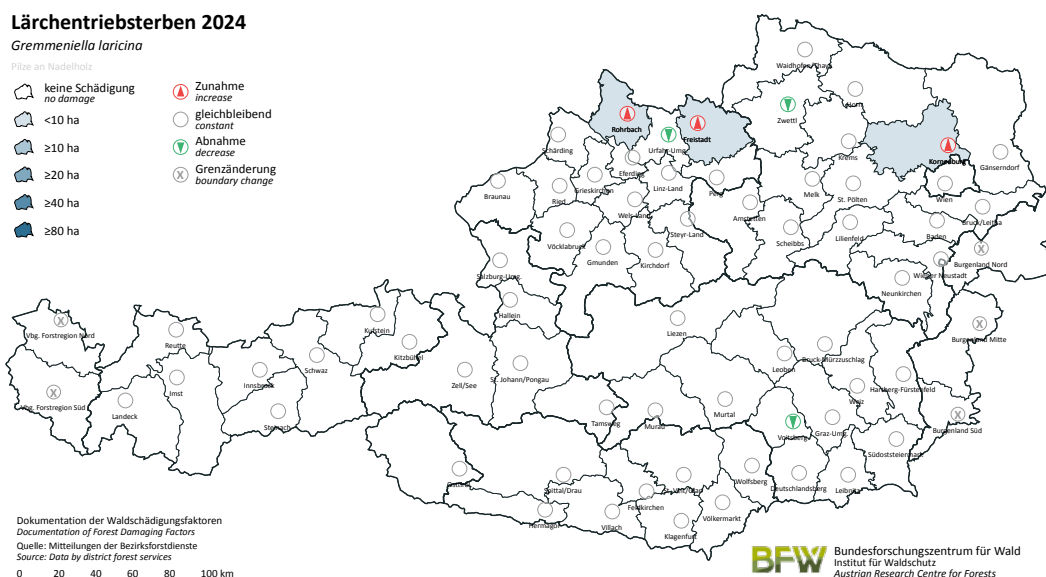 Lärchentriebsterben 2024
Gremmeniella laricina
Pilze an Nadelholz
keine Schädigung
no damage
<10 ha
≥10 ha
≥20 ha
≥40 ha
≥80 ha
Zunahme
increase
gleichbleibend
constant
Abnahme
decrease
Grenzänderung
boundary change
Waidhofen/Thaya
Horn
Zwettl
Rohrbach
Freistadt
Urfahr-Umg.
Schärding
Krems
Korneuburg
Gänserndorf
Eferding
Grieskirchen
Linz-Land
Perg
Melk
St. Pölten
Wien
Braunau
Ried
Wels-Land
Amstetten
Bruck/Leitha
Steyr-Land
Scheibbs
Lilienfeld
Baden
Vöcklabruck
Gmunden
Kirchdorf
Wiener Neustadt
Burgenland Nord
Salzburg-Umg.
Neunkirchen
Hallein
Liezen
Burgenland Mitte
Vbg. Forstregion Nord
Reutte
Kufstein
Kitzbühel
Schwaz
Bruck-Mürzzuschlag
Leoben
Innsbruck
Zell/See
St. Johann/Pongau
Hartberg-Fürstenfeld
Imst
Weiz
Vbg. Forstregion Süd
Landeck
Steinach
Tamsweg
Murau
Murtal
Voitsberg
Graz-Umg.
Burgenland Süd
Südoststeiermark
Osttirol
Spittal/Drau
St. Veit/Glan
Wolfsberg
Deutschlandsberg
Leibnitz
Feldkirchen
Hermagor
Villach
Klagenfurt
Völkermarkt
Dokumentation der Waldschädigungsfaktoren
Documentation of Forest Damaging Factors
Quelle: Mitteilungen der Bezirksforstdienste
Source: Data by district forest services
0 20 40 60 80 100 km
BFW
Bundesforschungszentrum für Wald
Institut für Waldschutz
Austrian Research Centre for Forests